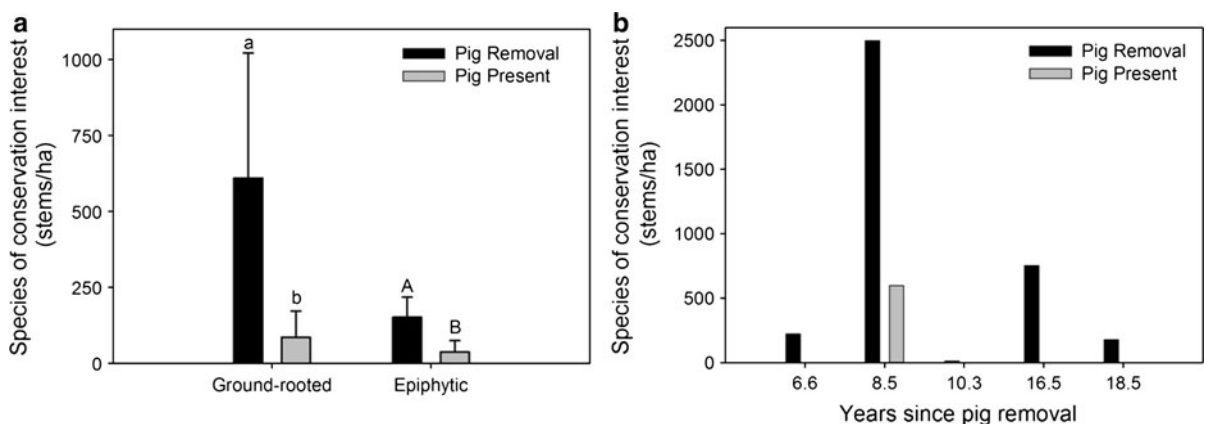 a
Species of conservation interest
(stems/ha)
1000
750
500
250
0
a
b
A
B
Pig Removal
Pig Present
Ground-rooted
Epiphytic
b
Species of conservation interest
(stems/ha)
2500
2000
1500
1000
500
0
Pig Removal
Pig Present
6.6
8.5
10.3
16.5
18.5
Years since pig removal